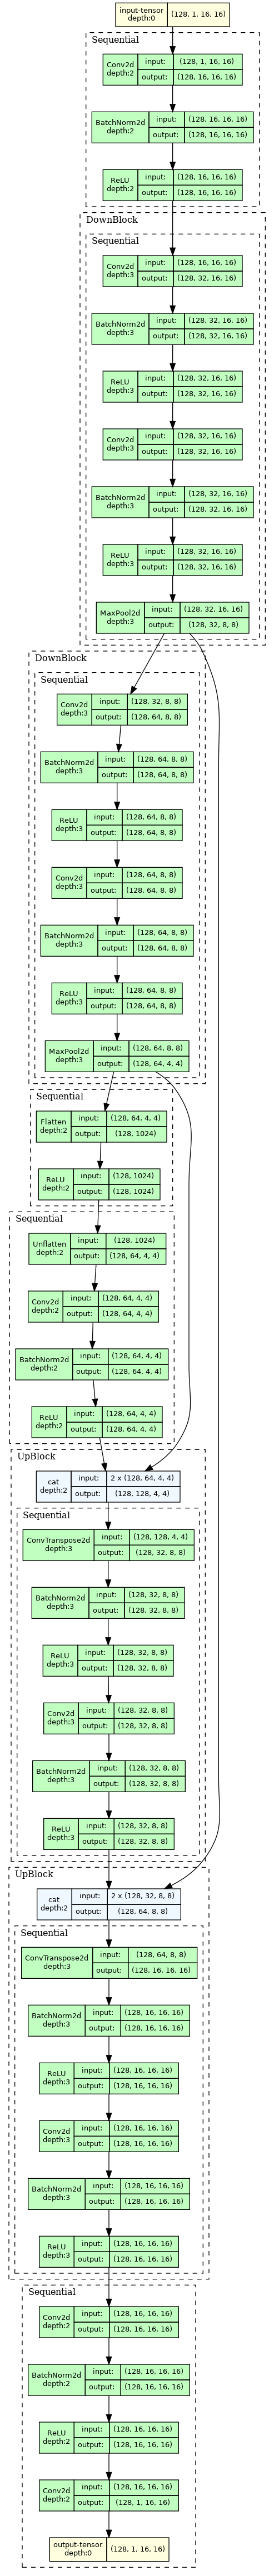 input-tensor
depth:0
(128, 1, 16, 16)
Sequential
Conv2d
depth:2
input:
(128, 1, 16, 16)
output:
(128, 16, 16, 16)
BatchNorm2d
depth:2
input:
(128, 16, 16, 16)
output:
(128, 16, 16, 16)
ReLU
depth:2
input:
(128, 16, 16, 16)
output:
(128, 16, 16, 16)
DownBlock
Sequential
Conv2d
depth:3
input:
(128, 16, 16, 16)
output:
(128, 32, 16, 16)
BatchNorm2d
depth:3
input:
(128, 32, 16, 16)
output:
(128, 32, 16, 16)
ReLU
depth:3
input:
(128, 32, 16, 16)
output:
(128, 32, 16, 16)
Conv2d
depth:3
input:
(128, 32, 16, 16)
output:
(128, 32, 16, 16)
BatchNorm2d
depth:3
input:
(128, 32, 16, 16)
output:
(128, 32, 16, 16)
ReLU
depth:3
input:
(128, 32, 16, 16)
output:
(128, 32, 16, 16)
MaxPool2d
depth:3
input:
(128, 32, 16, 16)
output:
(128, 32, 8, 8)
DownBlock
Sequential
Conv2d
depth:3
input:
(128, 32, 8, 8)
output:
(128, 64, 8, 8)
BatchNorm2d
depth:3
input:
(128, 64, 8, 8)
output:
(128, 64, 8, 8)
ReLU
depth:3
input:
(128, 64, 8, 8)
output:
(128, 64, 8, 8)
Conv2d
depth:3
input:
(128, 64, 8, 8)
output:
(128, 64, 8, 8)
BatchNorm2d
depth:3
input:
(128, 64, 8, 8)
output:
(128, 64, 8, 8)
ReLU
depth:3
input:
(128, 64, 8, 8)
output:
(128, 64, 8, 8)
MaxPool2d
depth:3
input:
(128, 64, 8, 8)
output:
(128, 64, 4, 4)
Sequential
Flatten
depth:2
input:
(128, 64, 4, 4)
output:
(128, 1024)
ReLU
depth:2
input:
(128, 1024)
output:
(128, 1024)
Sequential
Unflatten
depth:2
input:
(128, 1024)
output:
(128, 64, 4, 4)
Conv2d
depth:2
input:
(128, 64, 4, 4)
output:
(128, 64, 4, 4)
BatchNorm2d
depth:2
input:
(128, 64, 4, 4)
output:
(128, 64, 4, 4)
ReLU
depth:2
input:
(128, 64, 4, 4)
output:
(128, 64, 4, 4)
UpBlock
cat
depth:2
input:
2 x (128, 64, 4, 4)
output:
(128, 128, 4, 4)
Sequential
ConvTranspose2d
depth:3
input:
(128, 128, 4, 4)
output:
(128, 32, 8, 8)
BatchNorm2d
depth:3
input:
(128, 32, 8, 8)
output:
(128, 32, 8, 8)
ReLU
depth:3
input:
(128, 32, 8, 8)
output:
(128, 32, 8, 8)
Conv2d
depth:3
input:
(128, 32, 8, 8)
output:
(128, 32, 8, 8)
BatchNorm2d
depth:3
input:
(128, 32, 8, 8)
output:
(128, 32, 8, 8)
ReLU
depth:3
input:
(128, 32, 8, 8)
output:
(128, 32, 8, 8)
UpBlock
cat
depth:2
input:
2 x (128, 32, 8, 8)
output:
(128, 64, 8, 8)
Sequential
ConvTranspose2d
depth:3
input:
(128, 64, 8, 8)
output:
(128, 16, 16, 16)
BatchNorm2d
depth:3
input:
(128, 16, 16, 16)
output:
(128, 16, 16, 16)
ReLU
depth:3
input:
(128, 16, 16, 16)
output:
(128, 16, 16, 16)
Conv2d
depth:3
input:
(128, 16, 16, 16)
output:
(128, 16, 16, 16)
BatchNorm2d
depth:3
input:
(128, 16, 16, 16)
output:
(128, 16, 16, 16)
ReLU
depth:3
input:
(128, 16, 16, 16)
output:
(128, 16, 16, 16)
Sequential
Conv2d
depth:2
input:
(128, 16, 16, 16)
output:
(128, 16, 16, 16)
BatchNorm2d
depth:2
input:
(128, 16, 16, 16)
output:
(128, 16, 16, 16)
ReLU
depth:2
input:
(128, 16, 16, 16)
output:
(128, 16, 16, 16)
Conv2d
depth:2
input:
(128, 16, 16, 16)
output:
(128, 1, 16, 16)
output-tensor
depth:0
(128, 1, 16, 16)